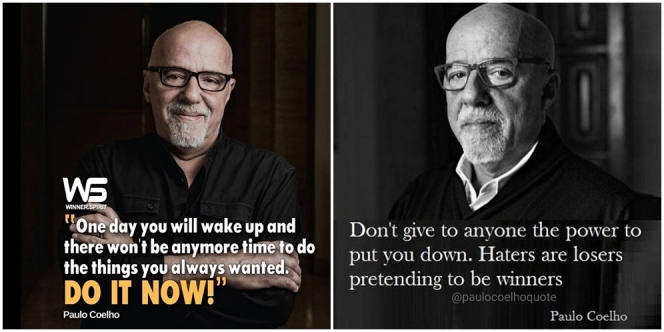 WS
WINNER.SPIRIT
"One day you will wake up and
there won't be anymore time to do
the things you always wanted.
DO IT NOW!"
Paulo Coelho
Don't give to anyone the power to
put you down. Haters are losers
pretending to be winners
@paulocoelhoquote
Paulo Coelho